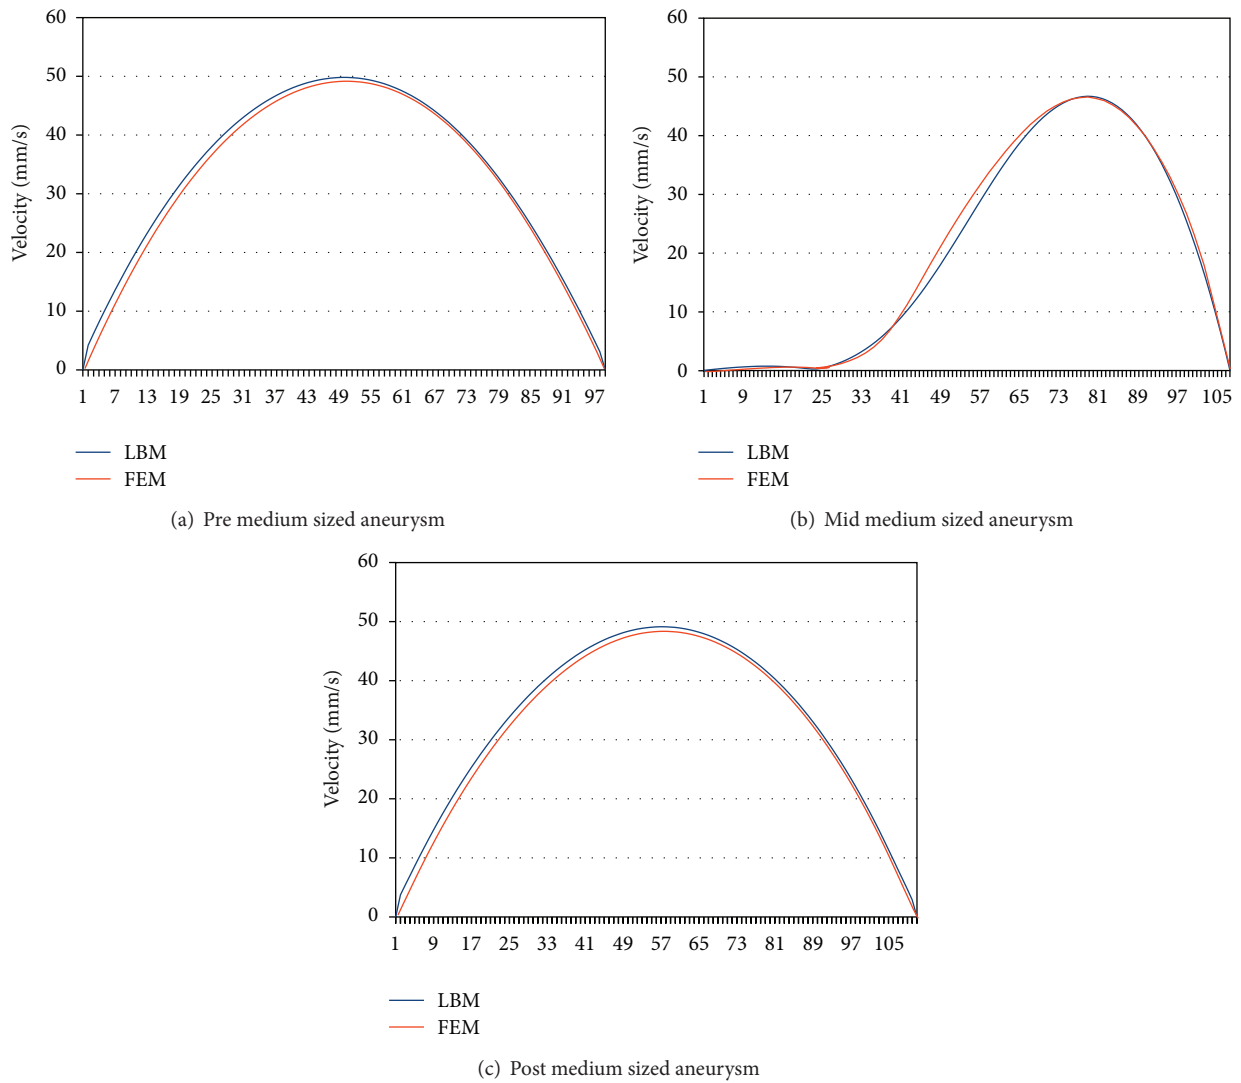 60
50
40
30
20
10
0
Velocity (mm/s)
1 7 13 19 25 31 37 43 49 55 61 67 73 79 85 91 97
LBM
FEM
(a) Pre medium sized aneurysm
60
50
40
30
20
10
0
Velocity (mm/s)
1 9 17 25 33 41 49 57 65 73 81 89 97 105
LBM
FEM
(b) Mid medium sized aneurysm
60
50
40
30
20
10
0
Velocity (mm/s)
1 9 17 25 33 41 49 57 65 73 81 89 97 105
LBM
FEM
(c) Post medium sized aneurysm